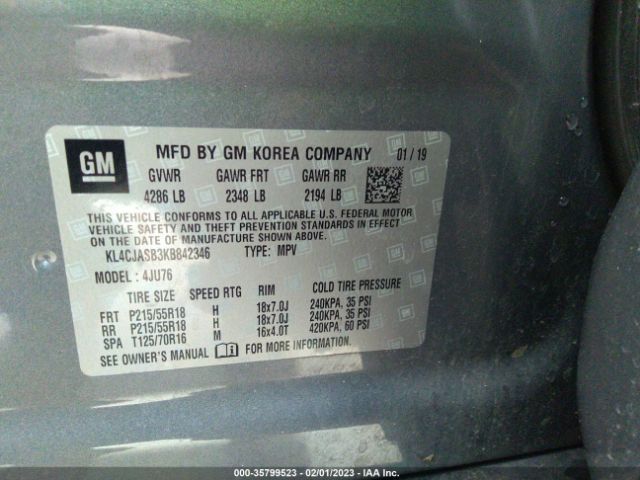 GM
MFD BY GM KOREA COMPANY 01/19
GVWR GAWR FRT GAWR RR
4286 LB 2348 LB 2194 LB
THIS VEHICLE CONFORMS TO ALL APPLICABLE U.S. FEDERAL MOTOR
VEHICLE SAFETY AND THEFT PREVENTION STANDARDS IN EFFECT
ON THE DATE OF MANUFACTURE SHOWN ABOVE.
KL4CJASB3KB842346 TYPE: MPV
MODEL: 4JU76
TIRE SIZE SPEED RTG RIM COLD TIRE PRESSURE
FRT P215/55R18 H 18x7.0J 240KPA, 35 PSI
RR P215/55R18 H 18x7.0J 240KPA, 35 PSI
SPA T125/70R16 M 16x4.0T 420KPA, 60 PSI
SEE OWNER'S MANUAL FOR MORE INFORMATION.
000-35799523 - 02/01/2023 - IAA Inc.